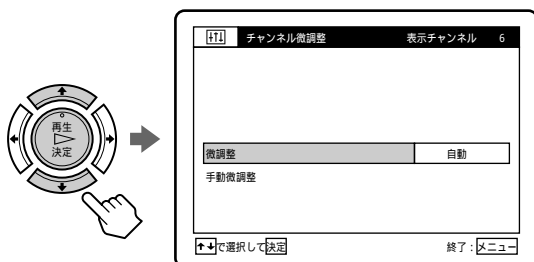 チャンネル微調整 表示チャンネル 6
再生
決定
微調整 自動
手動微調整
で選択して決定 終了：メニュー